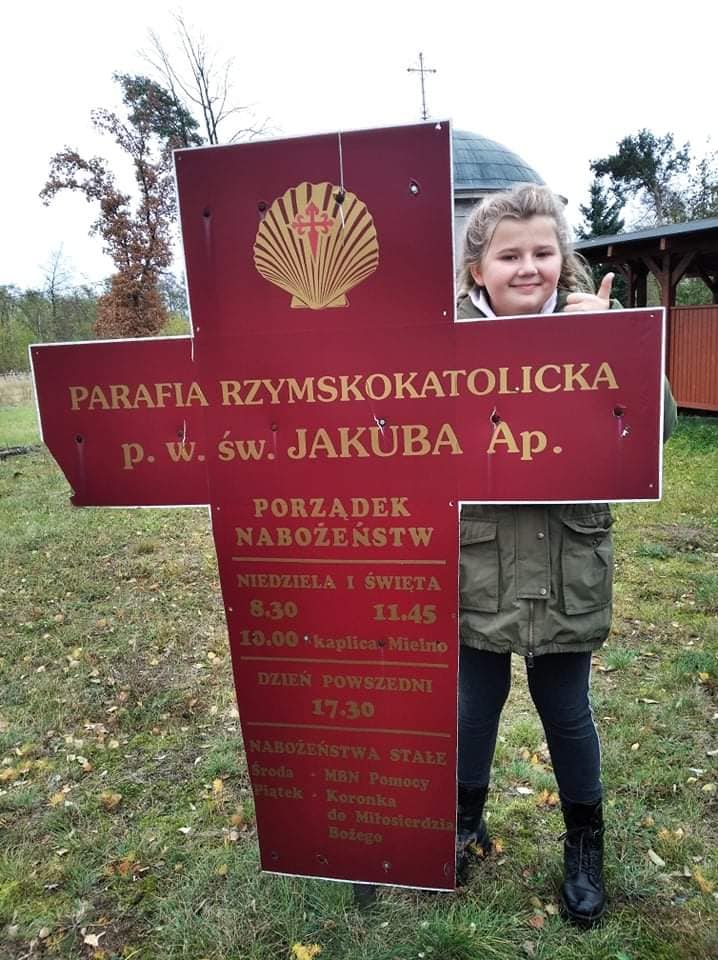 PARAFIA RZYMSKOKATOLICKA
p. w. św. JAKUBA Ap.
PORZĄDEK
NABOŻEŃSTW
NIEDZIELA I ŚWIĘTA
8.30 11.45
10.00 kaplica Mielno
DZIEŃ POWSZEDNI
17.30
NABOŻEŃSTWA STAŁE
Środa - MBN Pomocy
Piątek - Koronka
do Miłosierdzia
Bożego